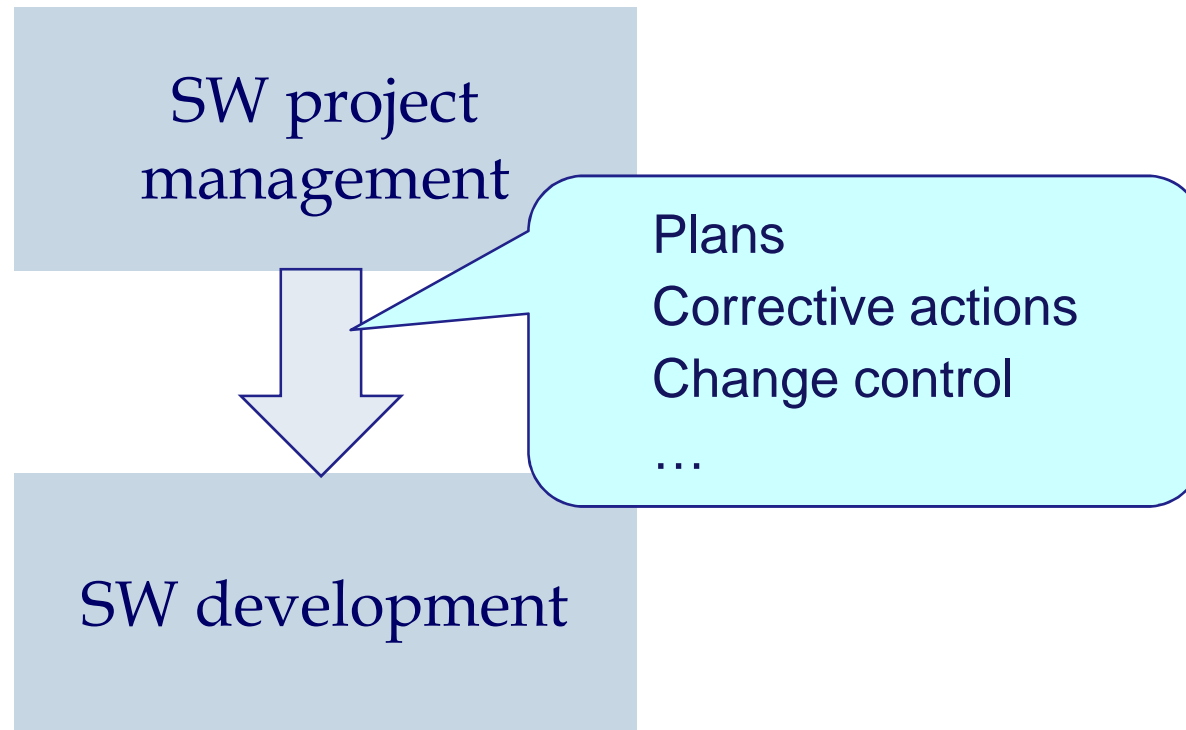 SW project
management
Plans
Corrective actions
Change control
…
SW development